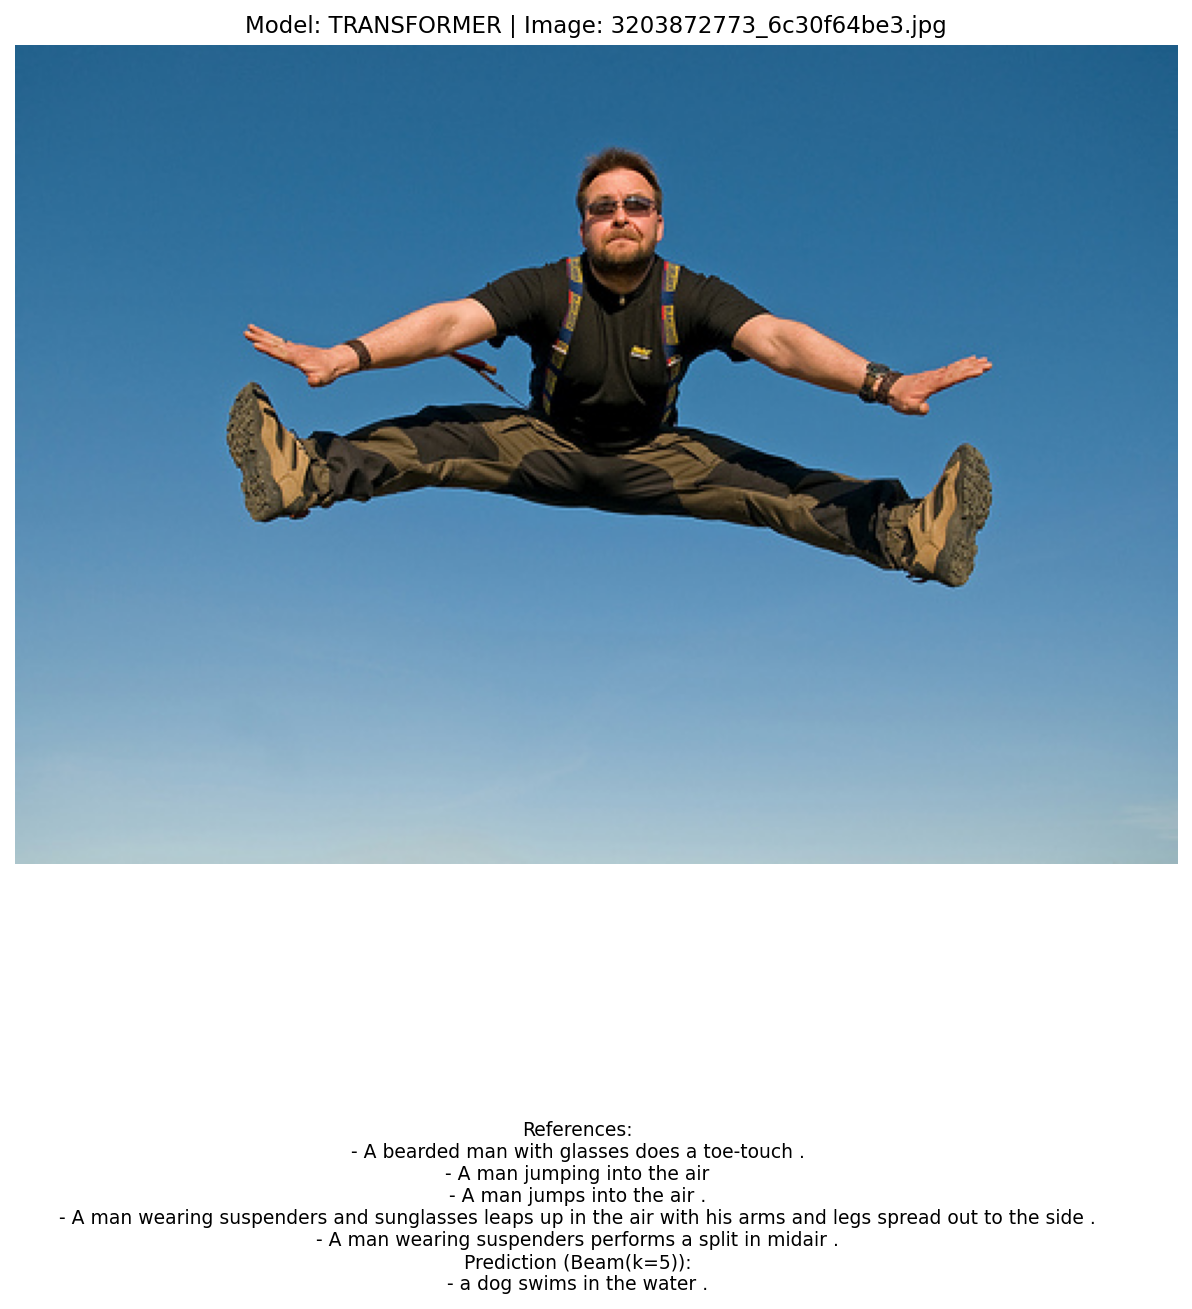 Model: TRANSFORMER | Image: 3203872773_6c30f64be3.jpg
References:
- A bearded man with glasses does a toe-touch .
- A man jumping into the air
- A man jumps into the air .
- A man wearing suspenders and sunglasses leaps up in the air with his arms and legs spread out to the side .
- A man wearing suspenders performs a split in midair .
Prediction (Beam(k=5)):
- a dog swims in the water .